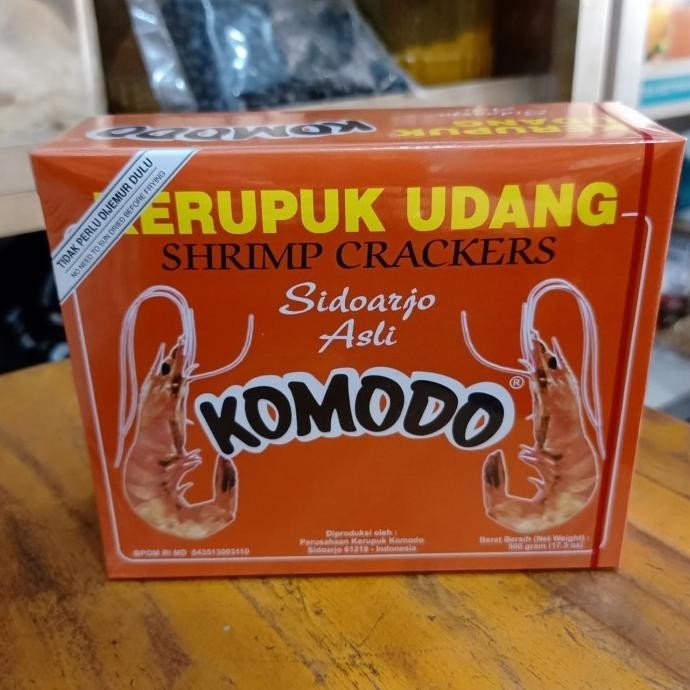 KOMODO
KERUPUK
UDANG
TIDAK PERLU DIJEMUR DULU
NO NEED TO SUN DRIED BEFORE FRYING
KERUPUK UDANG
SHRIMP CRACKERS
Sidoarjo
Asli
KOMODO®
Diproduksi oleh :
Perusahaan Kerupuk Komodo
Sidoarjo 61219 - Indonesia
BPOM RI MD 843513003110
Berat Bersih (Net Weight) :
500 gram (17.5 oz)